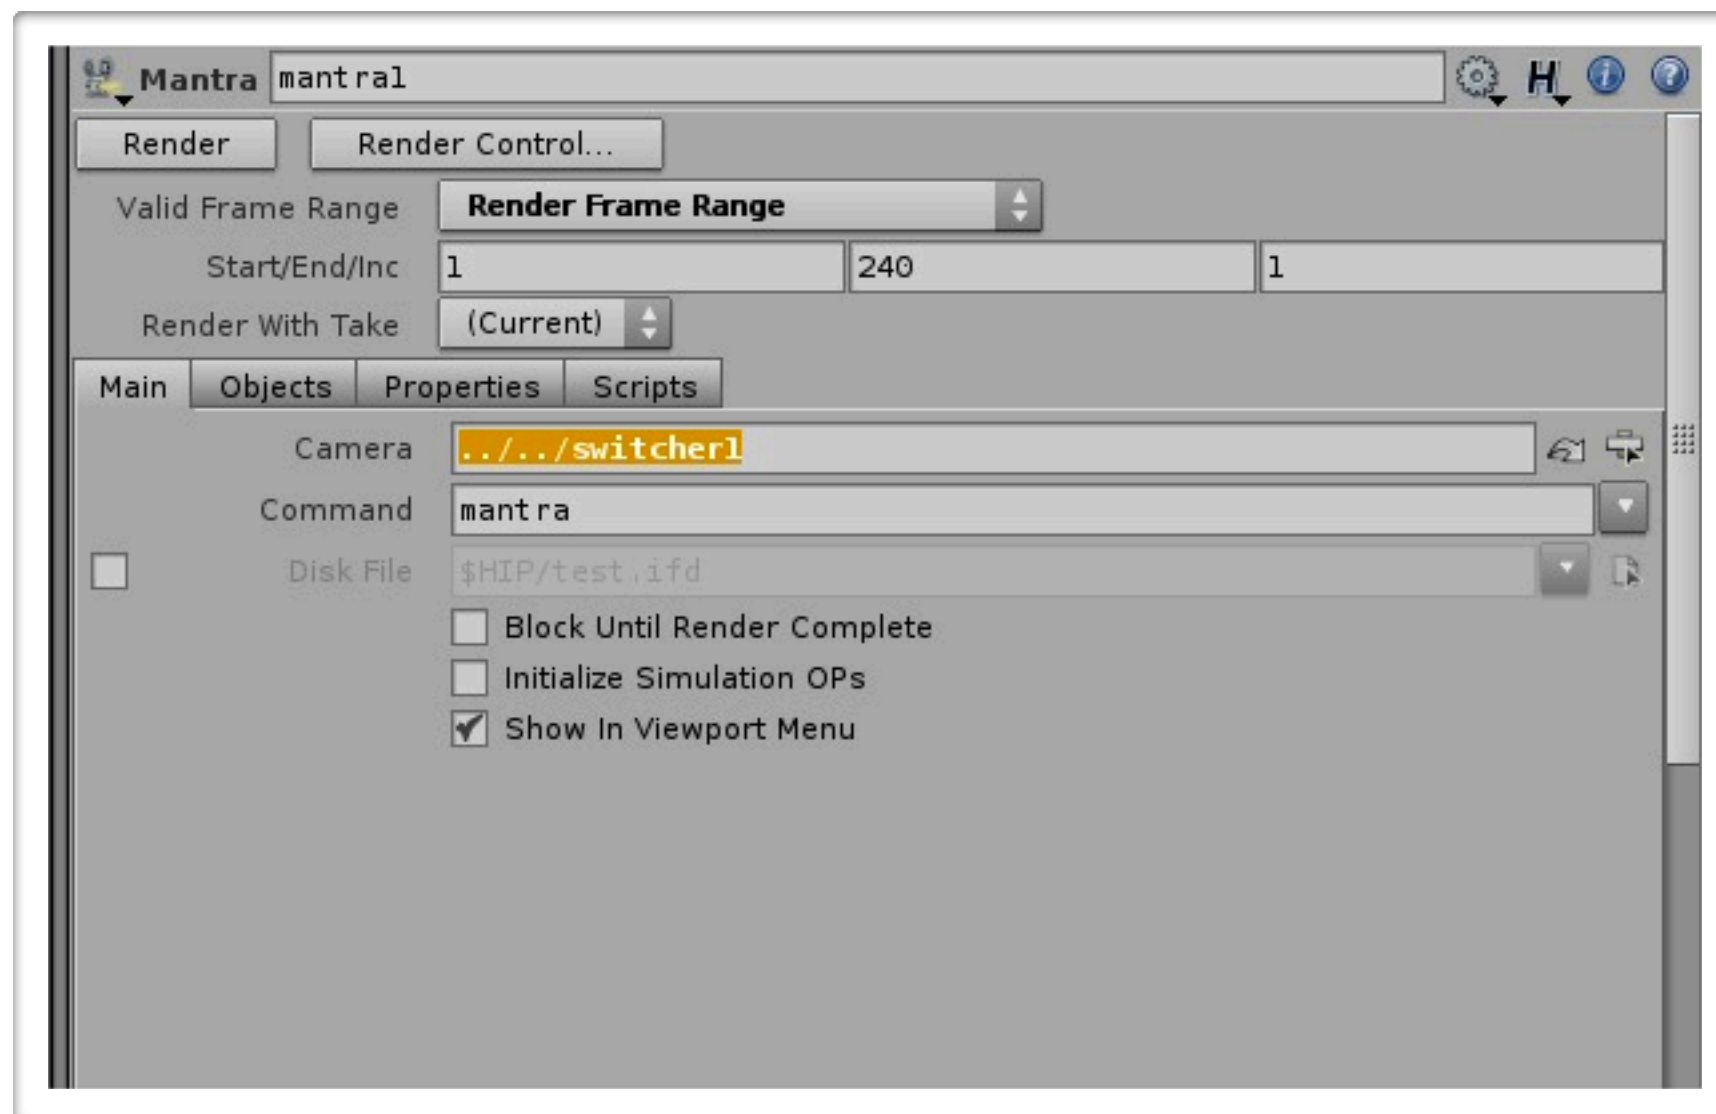 Mantra mantra1
Render Render Control...
Valid Frame Range Render Frame Range
Start/End/Inc 1 240 1
Render With Take (Current)
Main Objects Properties Scripts
Camera ../../switcher1
Command mantra
Disk File $HIP/test.ifd
Block Until Render Complete
Initialize Simulation OPs
Show In Viewport Menu